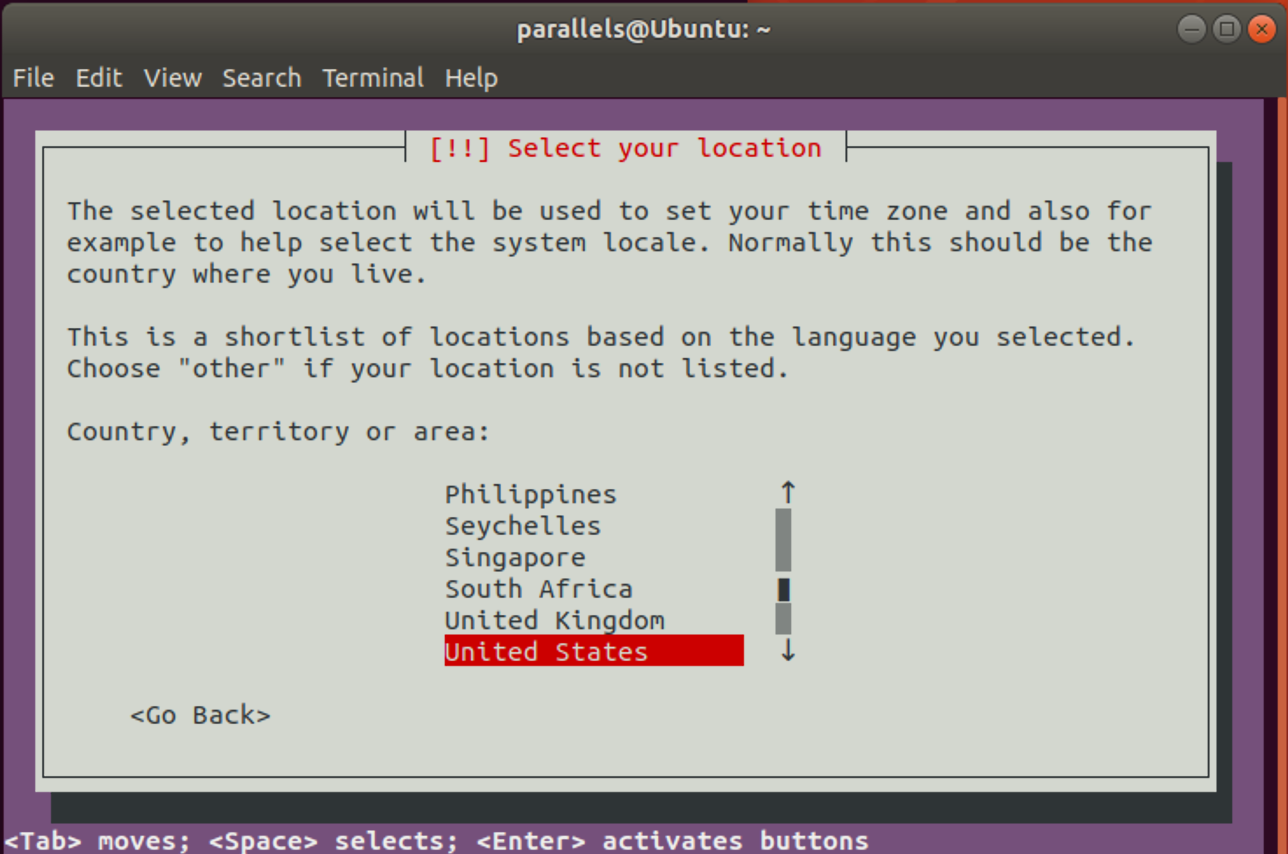 parallels@Ubuntu: ~
File Edit View Search Terminal Help
[!!] Select your location
The selected location will be used to set your time zone and also for
example to help select the system locale. Normally this should be the
country where you live.
This is a shortlist of locations based on the language you selected.
Choose "other" if your location is not listed.
Country, territory or area:
Philippines ↑
Seychelles
Singapore
South Africa
United Kingdom
United States ↓
<Go Back>
<Tab> moves; <Space> selects; <Enter> activates buttons